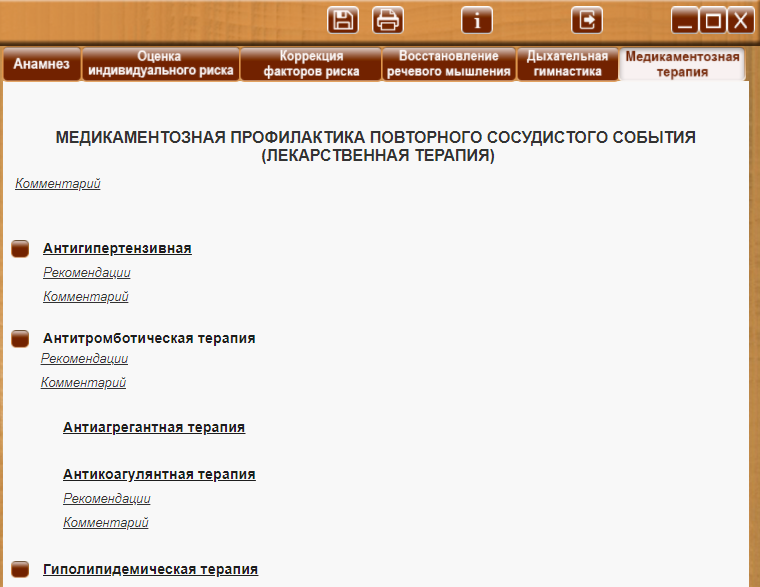 Анамнез
Оценка
индивидуального риска
Коррекция
факторов риска
Восстановление
речевого мышления
Дыхательная
гимнастика
Медикаментозная
терапия
МЕДИКАМЕНТОЗНАЯ ПРОФИЛАКТИКА ПОВТОРНОГО СОСУДИСТОГО СОБЫТИЯ
(ЛЕКАРСТВЕННАЯ ТЕРАПИЯ)
Комментарий
Антигипертензивная
Рекомендации
Комментарий
Антитромботическая терапия
Рекомендации
Комментарий
Антиагрегантная терапия
Антикоагулянтная терапия
Рекомендации
Комментарий
Гиполипидемическая терапия